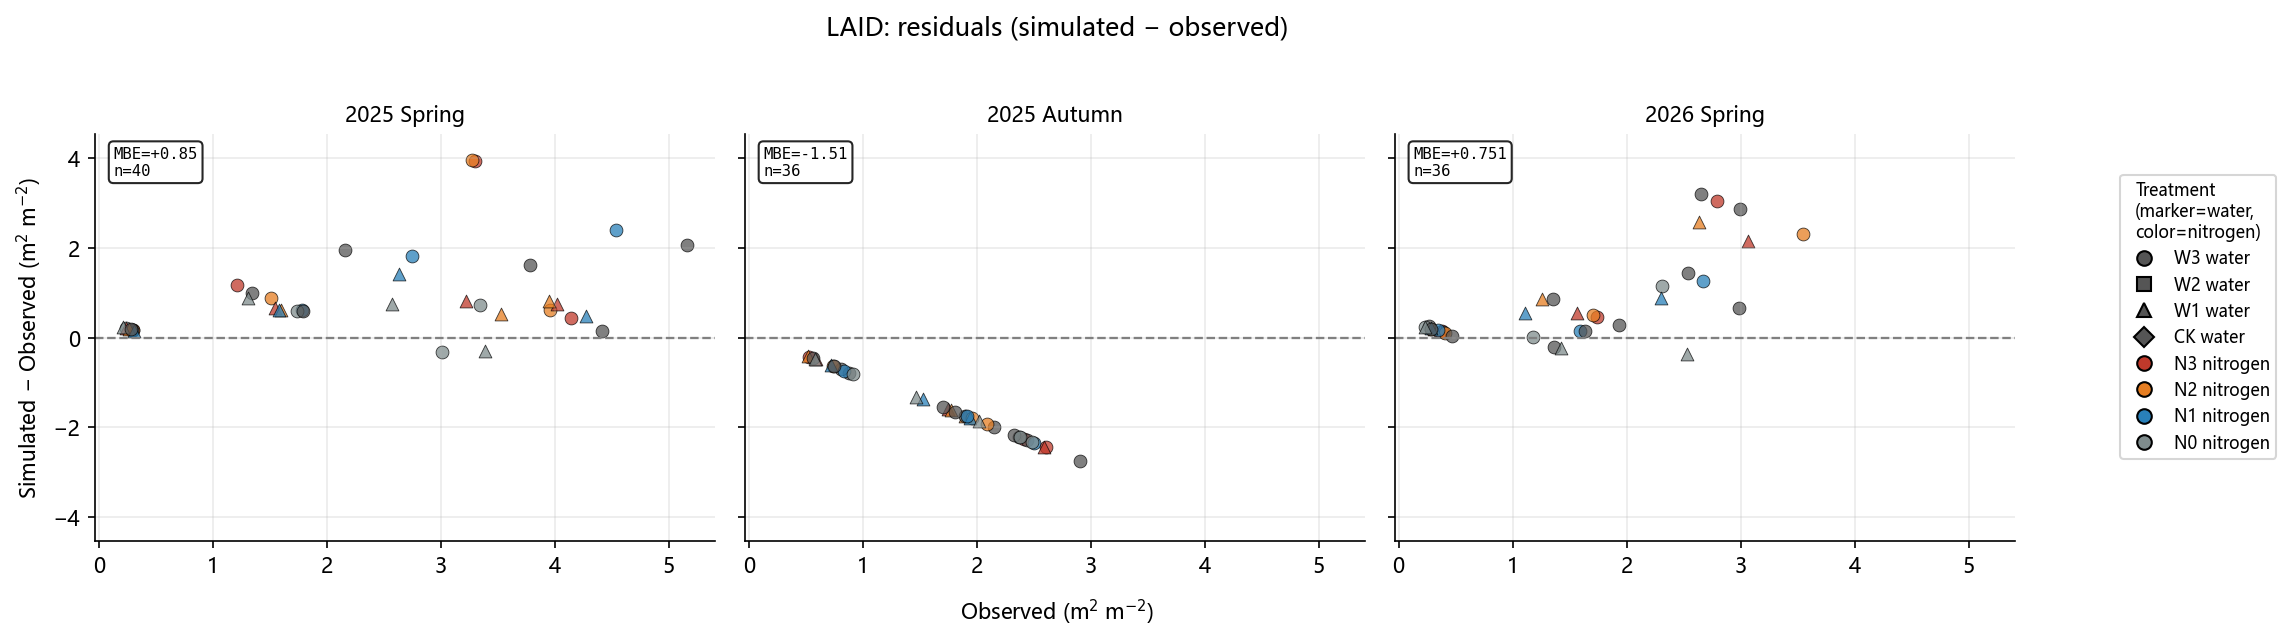 LAID: residuals (simulated − observed)
2025 Spring
2025 Autumn
2026 Spring
MBE=+0.85
n=40
MBE=-1.51
n=36
MBE=+0.751
n=36
Simulated − Observed (m² m⁻²)
4
2
0
−2
−4
0 1 2 3 4 5
0 1 2 3 4 5
0 1 2 3 4 5
Observed (m² m⁻²)
Treatment
(marker=water,
color=nitrogen)
W3 water
W2 water
W1 water
CK water
N3 nitrogen
N2 nitrogen
N1 nitrogen
N0 nitrogen